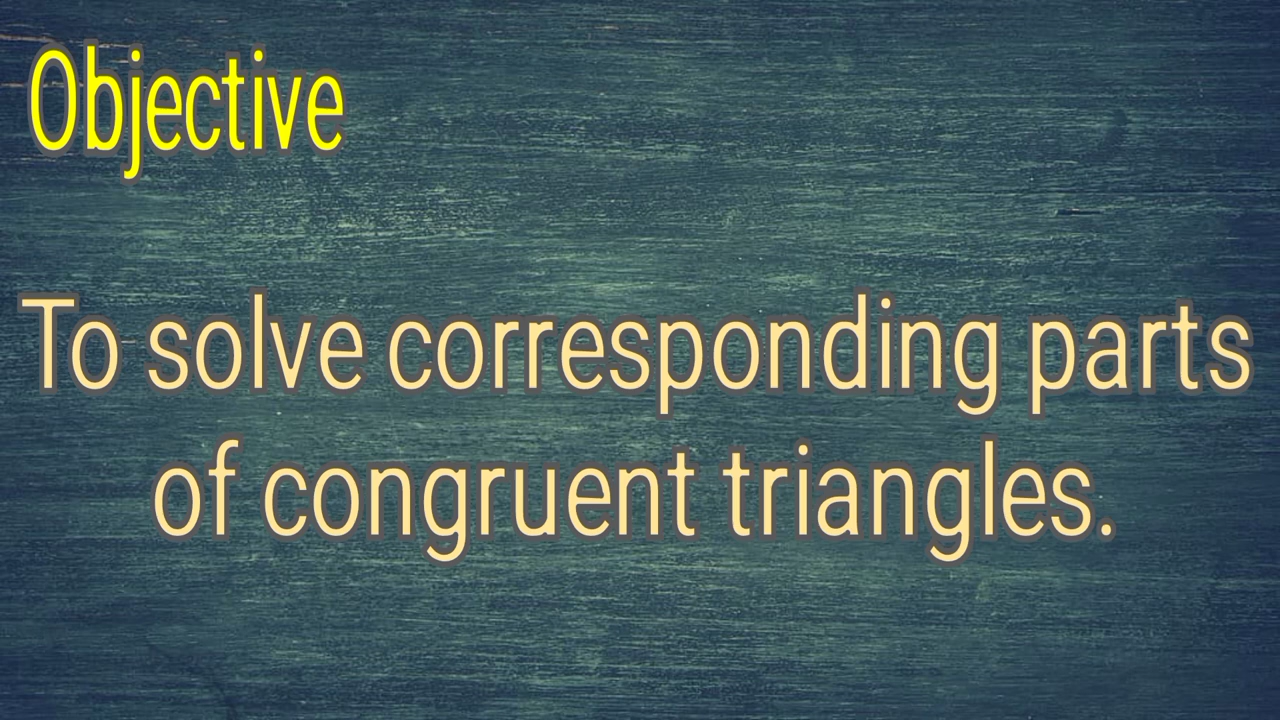 Objective
To solve corresponding parts
of congruent triangles.